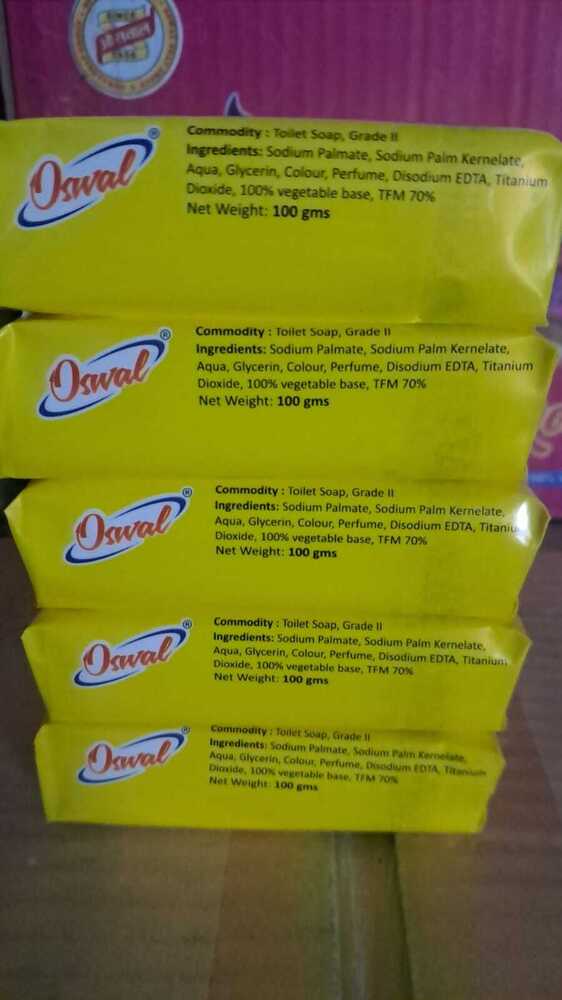 Oswal®
Commodity : Toilet Soap, Grade II
Ingredients: Sodium Palmate, Sodium Palm Kernelate,
Aqua, Glycerin, Colour, Perfume, Disodium EDTA, Titanium
Dioxide, 100% vegetable base, TFM 70%
Net Weight: 100 gms
Oswal®
Commodity : Toilet Soap, Grade II
Ingredients: Sodium Palmate, Sodium Palm Kernelate,
Aqua, Glycerin, Colour, Perfume, Disodium EDTA, Titanium
Dioxide, 100% vegetable base, TFM 70%
Net Weight: 100 gms
Oswal®
Commodity : Toilet Soap, Grade II
Ingredients: Sodium Palmate, Sodium Palm Kernelate,
Aqua, Glycerin, Colour, Perfume, Disodium EDTA, Titaniu
Dioxide, 100% vegetable base, TFM 70%
Net Weight: 100 gms
Oswal®
Commodity : Toilet Soap, Grade II
Ingredients: Sodium Palmate, Sodium Palm Kernelate,
Aqua, Glycerin, Colour, Perfume, Disodium EDTA, Titanium
Dioxide, 100% vegetable base, TFM 70%
Net Weight: 100 gms
Oswal®
Commodity : Toilet Soap, Grade II
Ingredients: Sodium Palmate, Sodium Palm Kernelate,
Aqua, Glycerin, Colour, Perfume, Disodium EDTA, Titanium
Dioxide, 100% vegetable base, TFM 70%
Net Weight: 100 gms